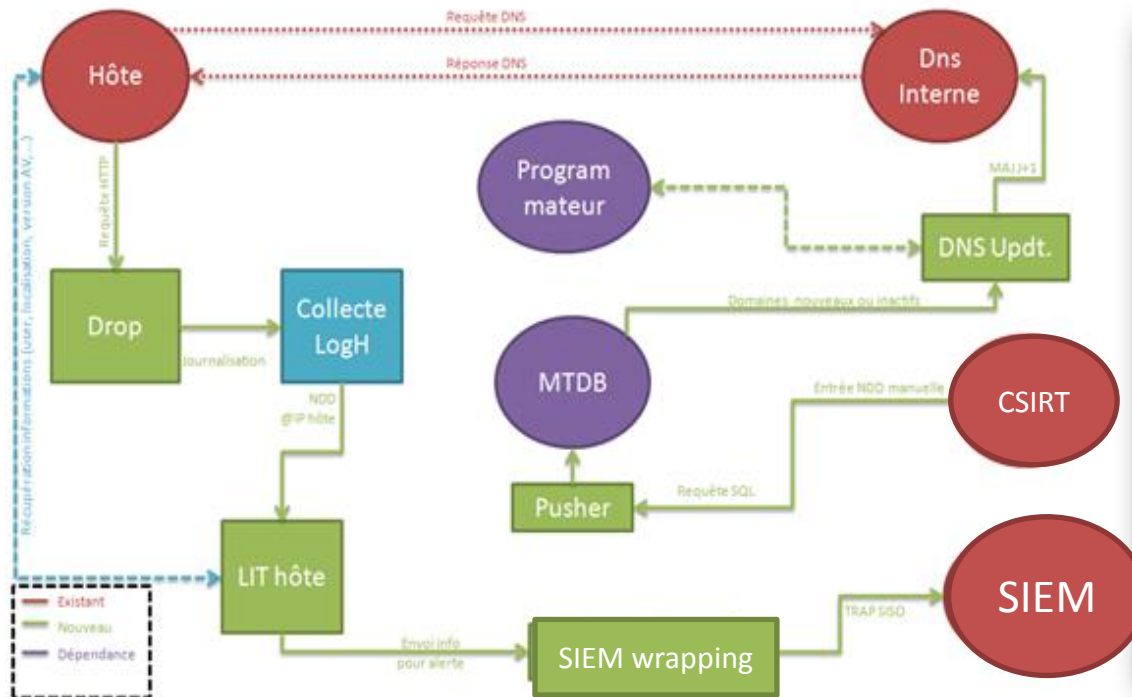 Requête DNS
Hôte
Réponse DNS
Dns
Interne
Requête HTTP
Récupération informations (user, localisation, version AV, ...)
Program
mateur
MAJ J+1
DNS Updt.
Drop
Journalisation
Collecte
LogH
Domaines nouveaux ou inactifs
MTDB
Entrée NDD manuelle
CSIRT
NDD
@IP hôte
Requête SQL
Pusher
LIT hôte
SIEM
TRAP SISO
Existant
Nouveau
Dépendance
Envoi info
pour alerte
SIEM wrapping